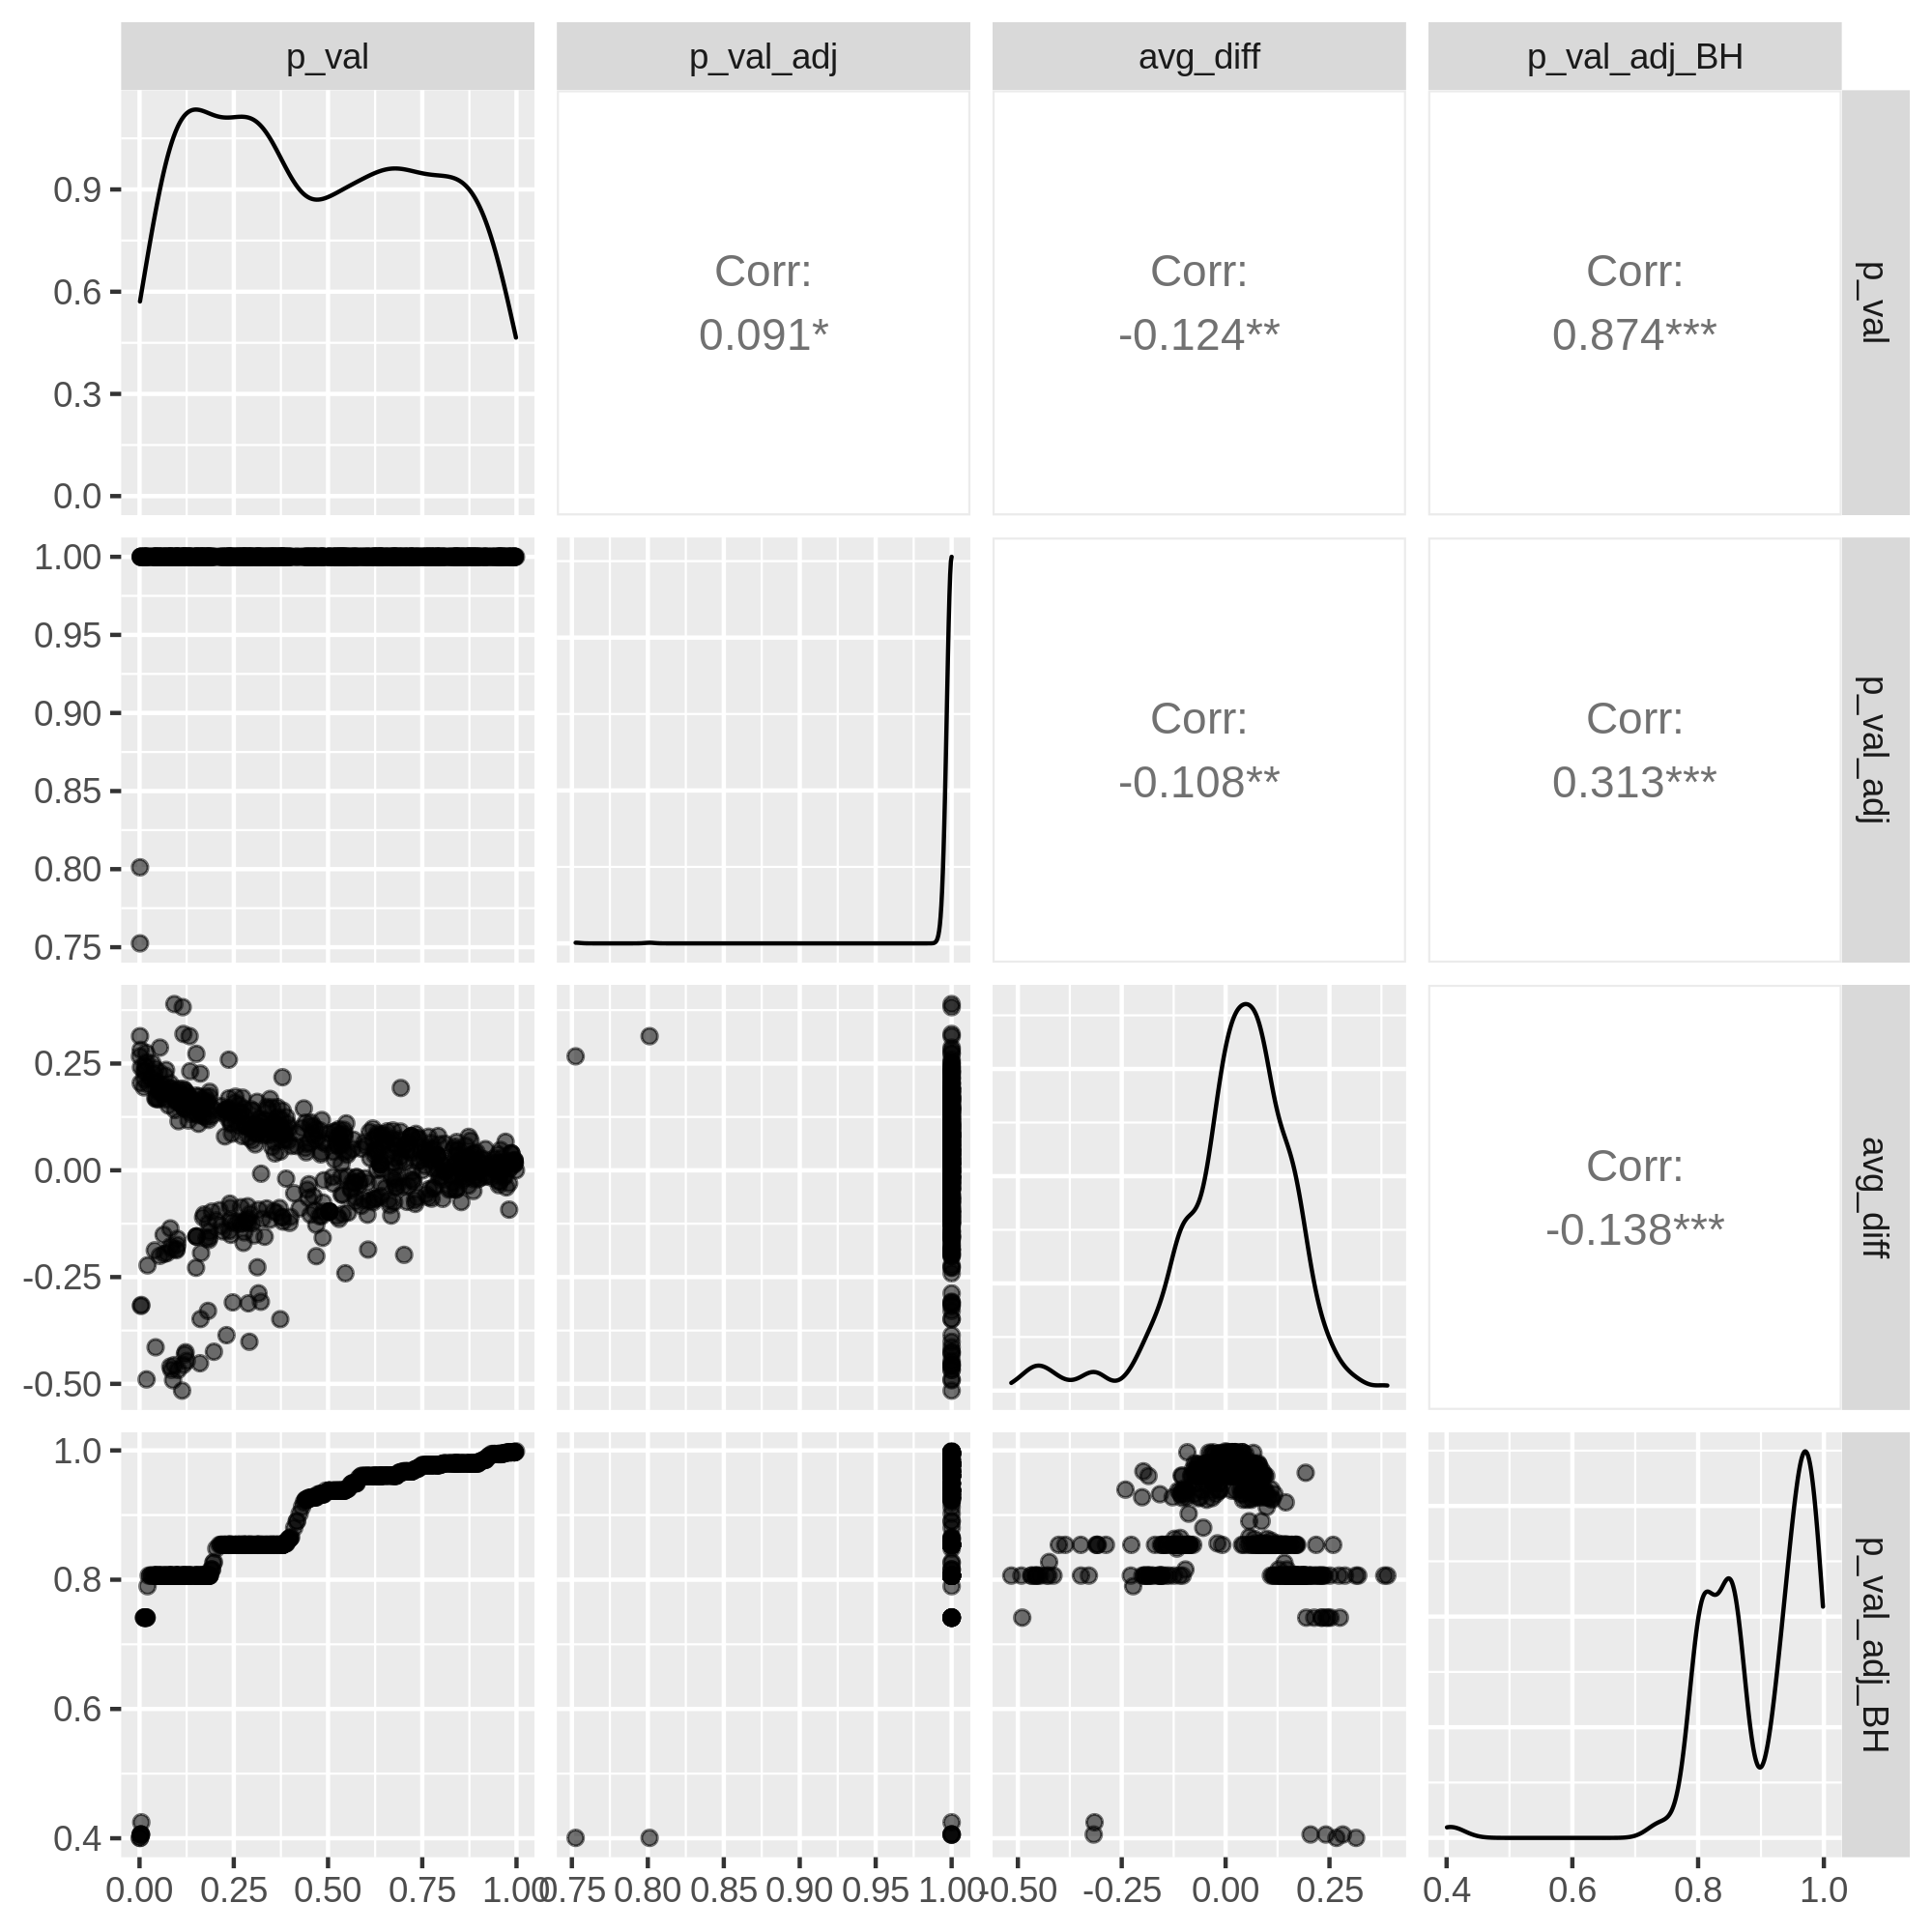 p_val p_val_adj avg_diff p_val_adj_BH
0.9
0.6
0.3
0.0
Corr:
0.091*
Corr:
-0.124**
Corr:
0.874***
p_val
1.00
0.95
0.90
0.85
0.80
0.75
Corr:
-0.108**
Corr:
0.313***
p_val_adj
0.25
0.00
-0.25
-0.50
Corr:
-0.138***
avg_diff
1.0
0.8
0.6
0.4
p_val_adj_BH
0.00 0.25 0.50 0.75 1.00
0.75 0.80 0.85 0.90 0.95 1.00
-0.50 -0.25 0.00 0.25
0.4 0.6 0.8 1.0